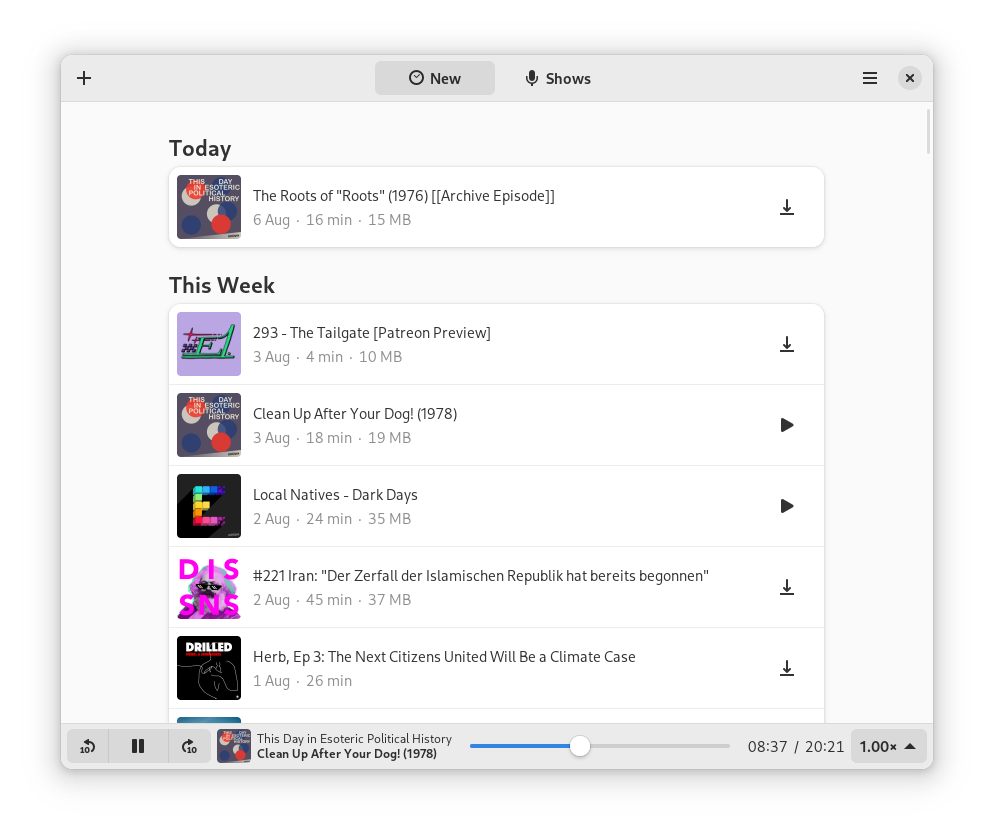 New
Shows
Today
THIS DAY
IN ESOTERIC
POLITICAL
HISTORY
The Roots of "Roots" (1976) [[Archive Episode]]
6 Aug · 16 min · 15 MB
This Week
E1
293 - The Tailgate [Patreon Preview]
3 Aug · 4 min · 10 MB
THIS DAY
IN ESOTERIC
POLITICAL
HISTORY
Clean Up After Your Dog! (1978)
3 Aug · 18 min · 19 MB
E
Local Natives - Dark Days
2 Aug · 24 min · 35 MB
DIS
SNS
#221 Iran: "Der Zerfall der Islamischen Republik hat bereits begonnen"
2 Aug · 45 min · 37 MB
DRILLED
Herb, Ep 3: The Next Citizens United Will Be a Climate Case
1 Aug · 26 min
10
10
This Day in Esoteric Political History
Clean Up After Your Dog! (1978)
08:37 / 20:21
1.00×